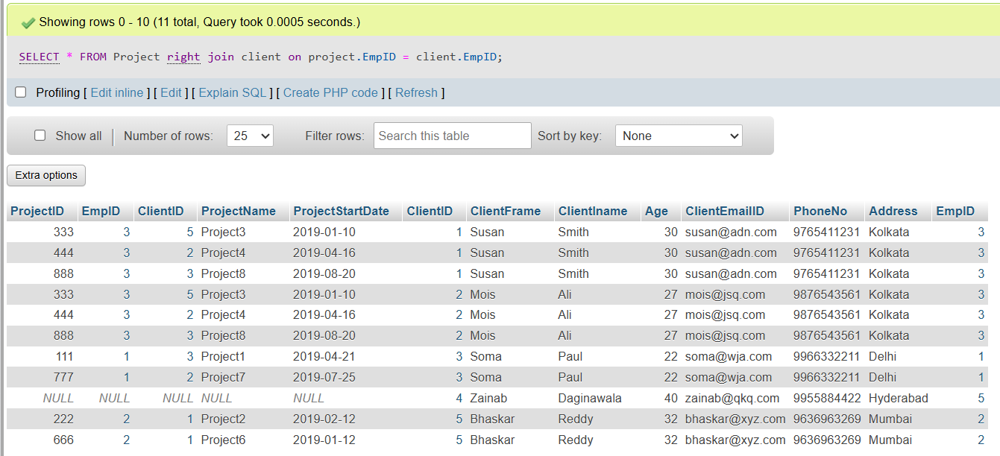 Showing rows 0 - 10 (11 total, Query took 0.0005 seconds.)
SELECT * FROM Project right join client on project.EmpID = client.EmpID;
Profiling [ Edit inline ] [ Edit ] [ Explain SQL ] [ Create PHP code ] [ Refresh ]
Show all Number of rows: 25 Filter rows: Search this table Sort by key: None
Extra options
ProjectID EmpID ClientID ProjectName ProjectStartDate ClientID ClientFrame Clientlname Age ClientEmailID PhoneNo Address EmpID
333 3 5 Project3 2019-01-10 1 Susan Smith 30 susan@adn.com 9765411231 Kolkata 3
444 3 2 Project4 2019-04-16 1 Susan Smith 30 susan@adn.com 9765411231 Kolkata 3
888 3 3 Project8 2019-08-20 1 Susan Smith 30 susan@adn.com 9765411231 Kolkata 3
333 3 5 Project3 2019-01-10 2 Mois Ali 27 mois@jsq.com 9876543561 Kolkata 3
444 3 2 Project4 2019-04-16 2 Mois Ali 27 mois@jsq.com 9876543561 Kolkata 3
888 3 3 Project8 2019-08-20 2 Mois Ali 27 mois@jsq.com 9876543561 Kolkata 3
111 1 3 Project1 2019-04-21 3 Soma Paul 22 soma@wja.com 9966332211 Delhi 1
777 1 2 Project7 2019-07-25 3 Soma Paul 22 soma@wja.com 9966332211 Delhi 1
NULL NULL NULL NULL NULL 4 Zainab Daginawala 40 zainab@qkq.com 9955884422 Hyderabad 5
222 2 1 Project2 2019-02-12 5 Bhaskar Reddy 32 bhaskar@xyz.com 9636963269 Mumbai 2
666 2 1 Project6 2019-01-12 5 Bhaskar Reddy 32 bhaskar@xyz.com 9636963269 Mumbai 2